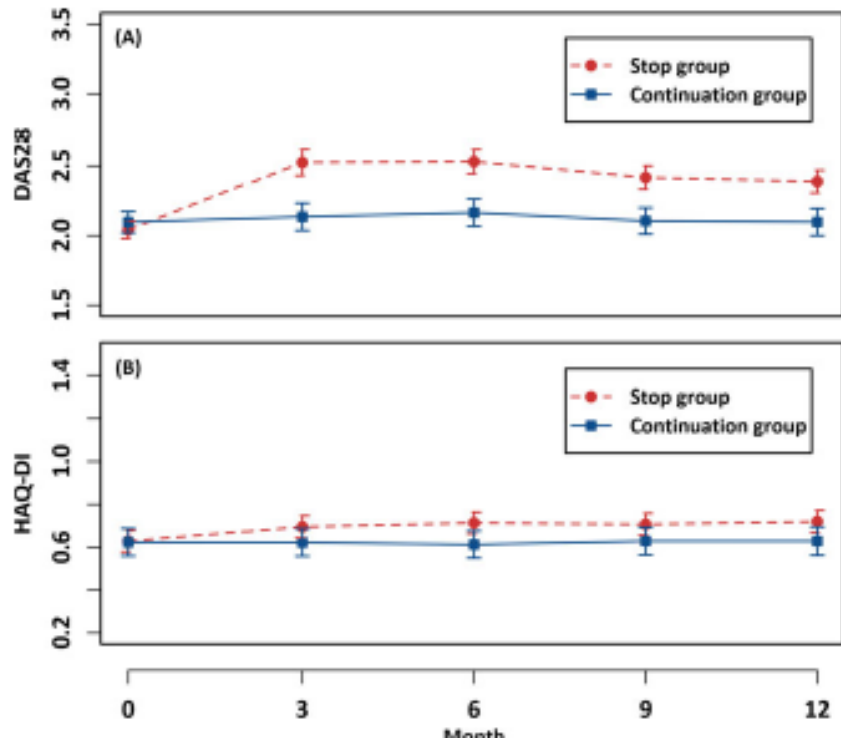 (A)
Stop group
Continuation group
DAS28
3.5
3.0
2.5
2.0
1.5
(B)
Stop group
Continuation group
HAQ-DI
1.4
1.0
0.6
0.2
0 3 6 9 12
Month